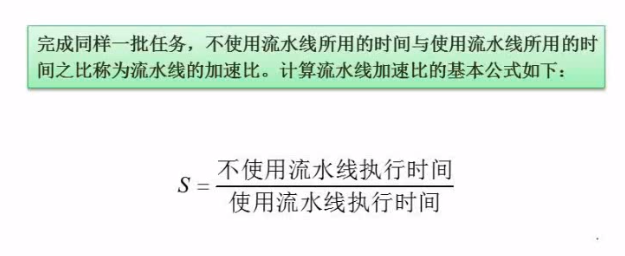 完成同样一批任务，不使用流水线所用的时间与使用流水线所用的时
间之比称为流水线的加速比。计算流水线加速比的基本公式如下：
S = 不使用流水线执行时间
使用流水线执行时间